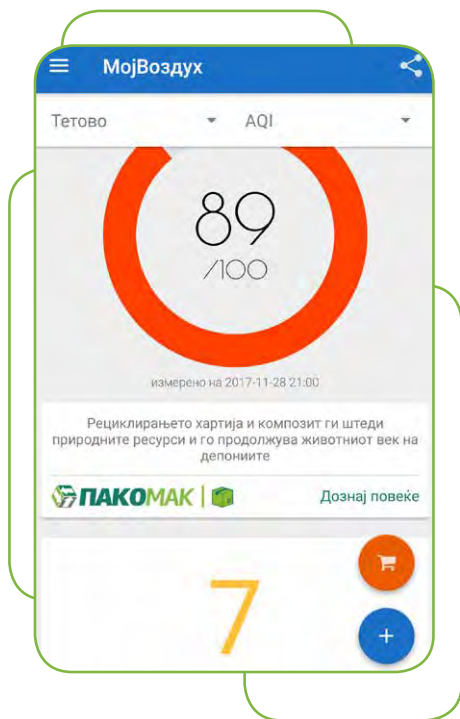 МојВоздух
Тетово
AQI
89
/100
измерено на 2017-11-28 21:00
Рециклирањето хартија и композит ги штеди
природните ресурси и го продолжува животниот век на
депониите
ПАКОМАК
Дознај повеќе
7